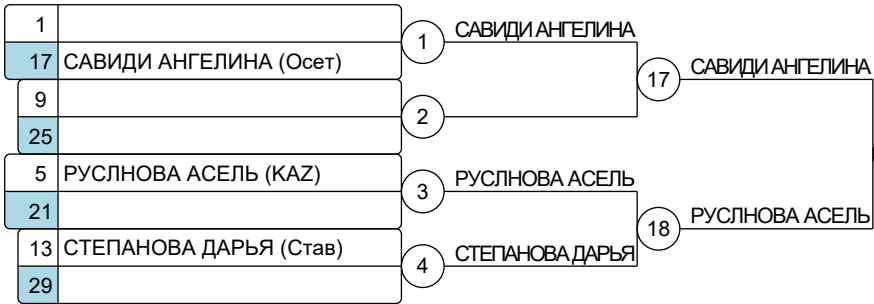 1
17 САВИДИ АНГЕЛИНА (Осет)
9
25
5 РУСЛНОВА АСЕЛЬ (KAZ)
21
13 СТЕПАНОВА ДАРЬЯ (Став)
29
1 САВИДИ АНГЕЛИНА
2
3 РУСЛНОВА АСЕЛЬ
4 СТЕПАНОВА ДАРЬЯ
17 САВИДИ АНГЕЛИНА
18 РУСЛНОВА АСЕЛЬ